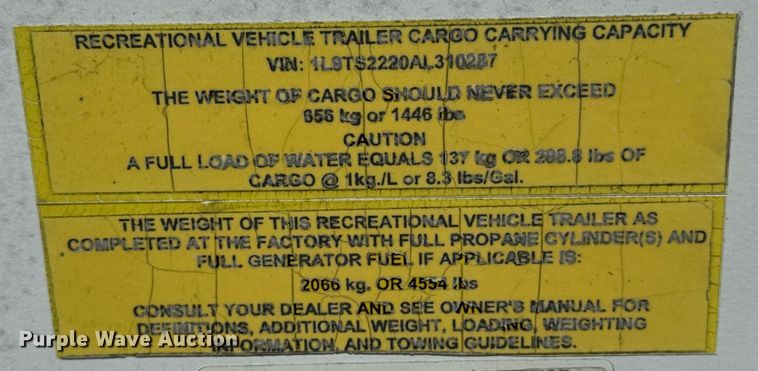 RECREATIONAL VEHICLE TRAILER CARGO CARRYING CAPACITY
VIN:
THE WEIGHT OF CARGO SHOULD NEVER EXCEED
656 kg or 1446 lbs
CAUTION
A FULL LOAD OF WATER EQUALS 137 kg OR lbs OF
CARGO @ 1kg./L or 8.3 lbs/Gal.
THE WEIGHT OF THIS RECREATIONAL VEHICLE TRAILER AS
COMPLETED AT THE FACTORY WITH FULL PROPANE CYLINDER(S) AND
FULL GENERATOR FUEL IF APPLICABLE IS:
2066 kg. OR 4554 lbs
CONSULT YOUR DEALER AND SEE OWNER'S MANUAL FOR
DEFINITIONS, ADDITIONAL WEIGHT, LOADING, WEIGHTING
INFORMATION, AND TOWING GUIDELINES.
Purple Wave Auction